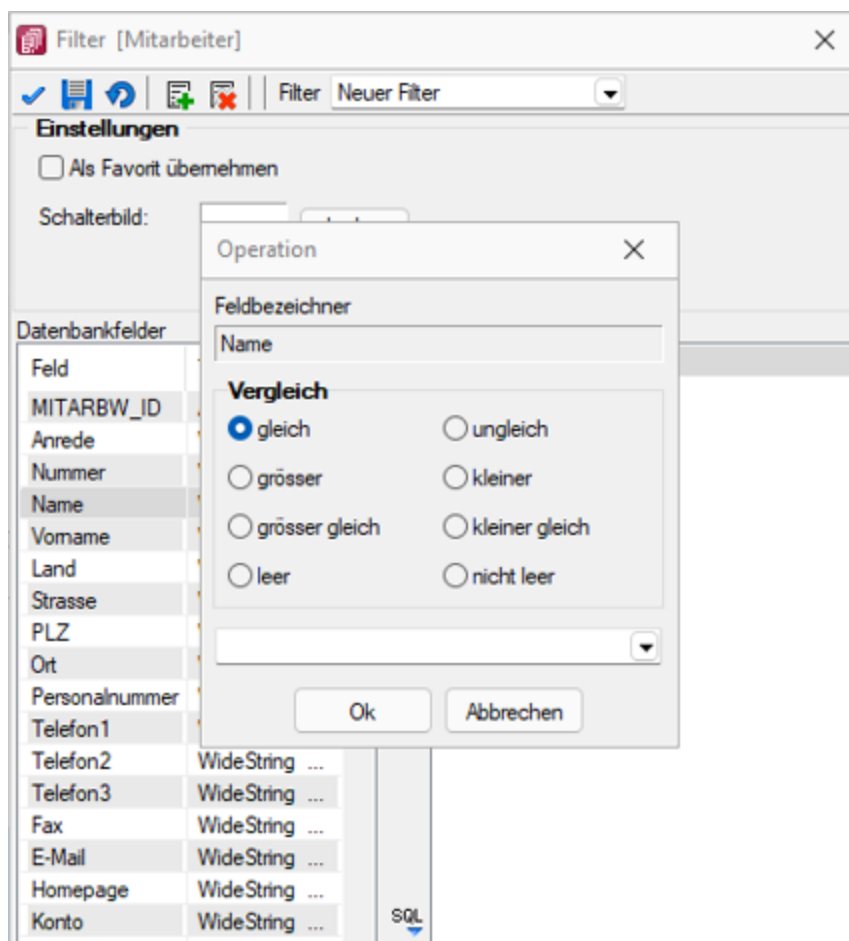 Filter [Mitarbeiter]
Filter Neuer Filter
Einstellungen
Als Favorit übernehmen
Schalterbild:
Operation
Feldbezeichner
Name
Vergleich
gleich
ungleich
grösser
kleiner
grösser gleich
kleiner gleich
leer
nicht leer
Ok
Abbrechen
Datenbankfelder
Feld
MITARBW_ID
Anrede
Nummer
Name
Vorname
Land
Strasse
PLZ
Ort
Personalnummer
Telefon1
Telefon2 WideString ...
Telefon3 WideString ...
Fax WideString ...
E-Mail WideString ...
Homepage WideString ...
Konto WideString ...
SQL